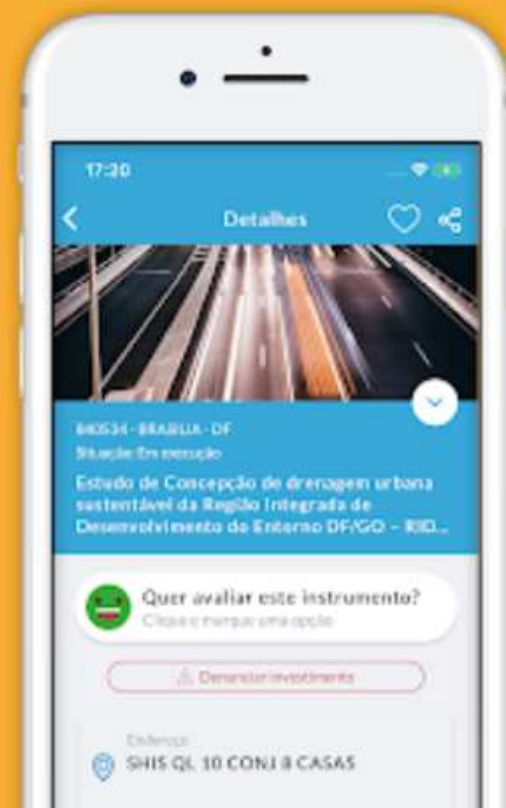 17:20
Detalhes
840534 - BRASILIA - DF
Situação: Em execução
Estudo de Concepção de drenagem urbana
sustentável da Região Integrada de
Desenvolvimento do Entorno DF/GO – RID...
Quer avaliar este instrumento?
Clique e marque uma opção
Denunciar investimento
Endereço
SHIS QL 10 CONJ 8 CASAS